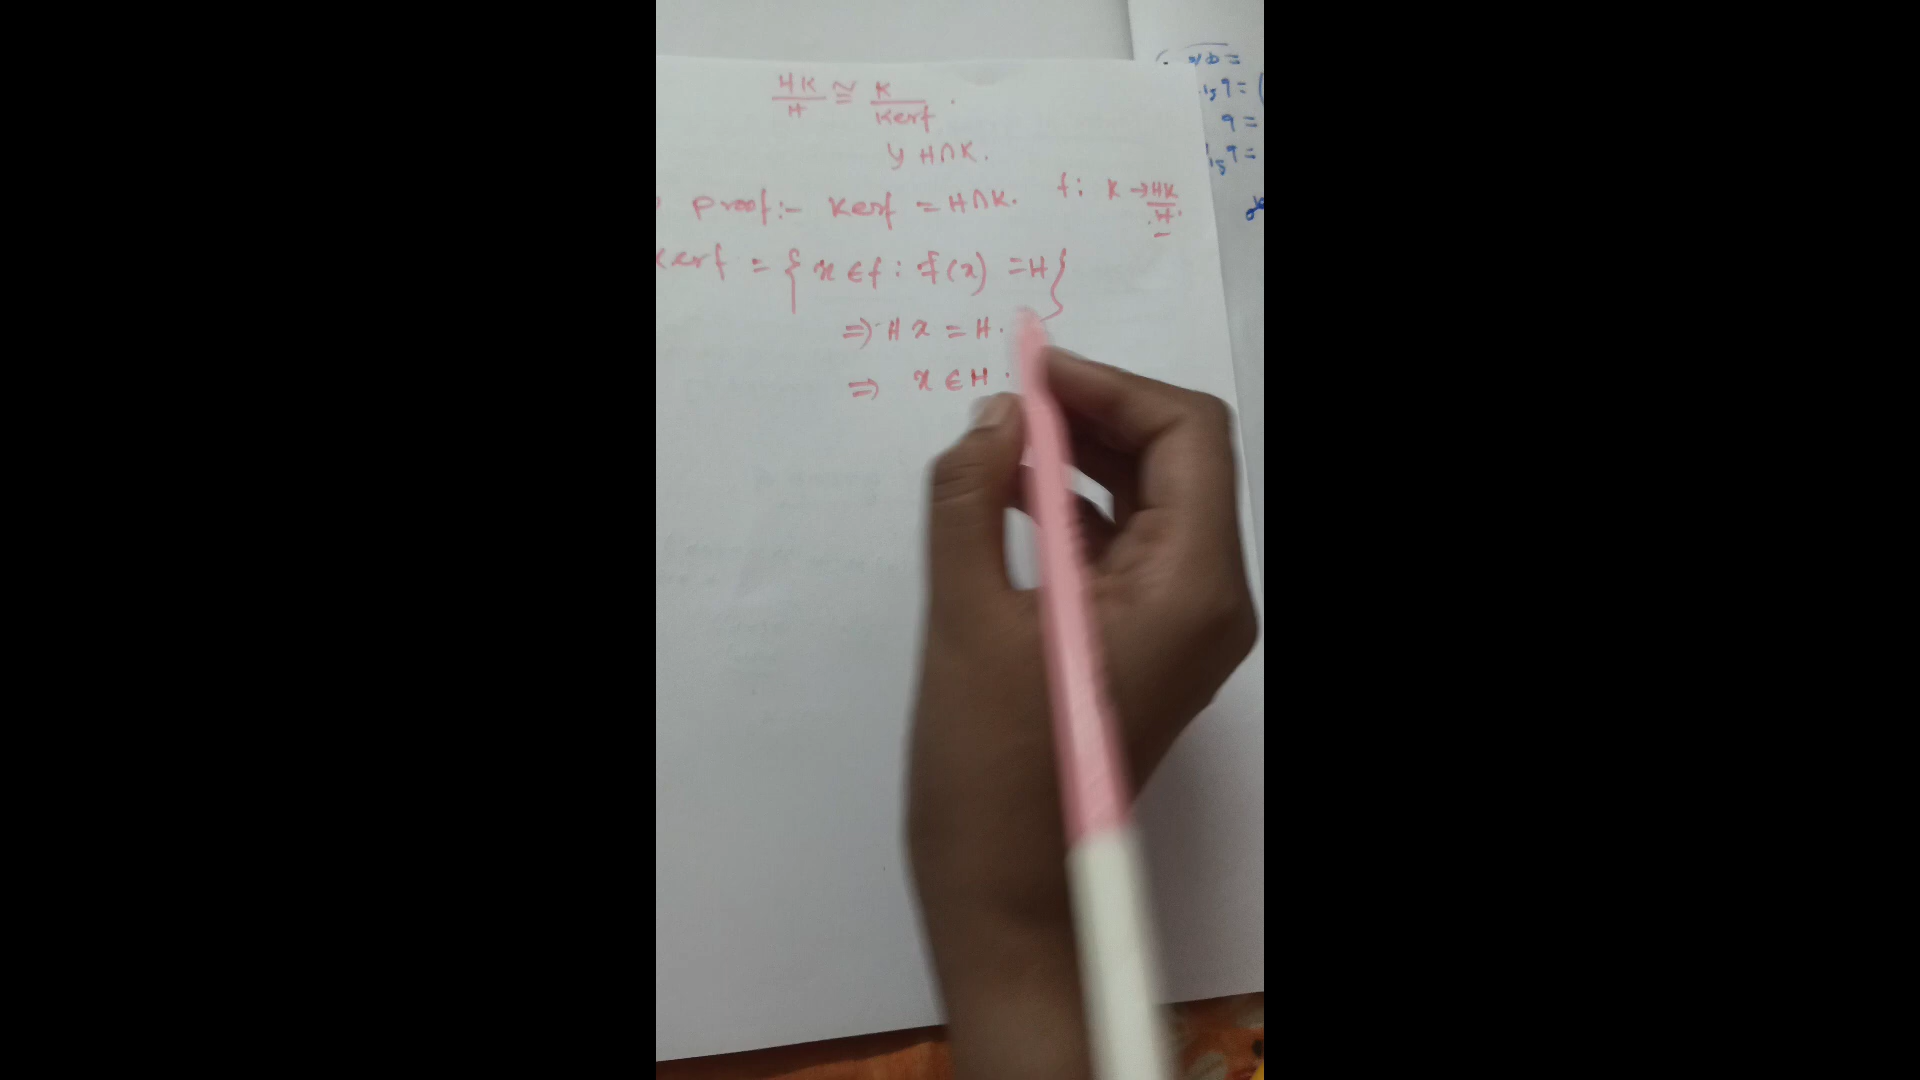 HK/H ≅ K/Kerf .
y H∩K.
Proof:- Kerf = H∩K. f: K → HK/H.
Kerf = { x ∈ f : f(x) = H }
⇒ Hx = H.
⇒ x ∈ H.
a/b =
q =